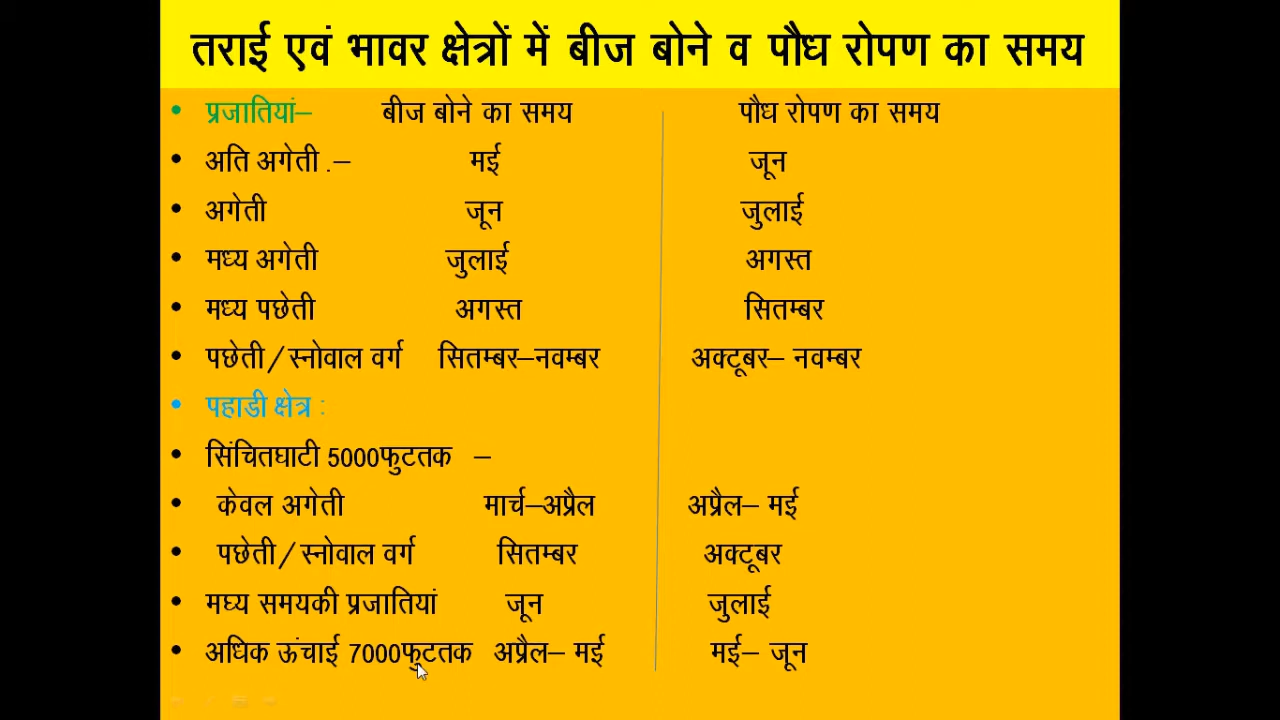 तराई एवं भावर क्षेत्रों में बीज बोने व पौध रोपण का समय
• प्रजातियां– बीज बोने का समय पौध रोपण का समय
• अति अगेती .– मई जून
• अगेती जून जुलाई
• मध्य अगेती जुलाई अगस्त
• मध्य पछेती अगस्त सितम्बर
• पछेती/स्नोवाल वर्ग सितम्बर–नवम्बर अक्टूबर– नवम्बर
• पहाडी क्षेत्र :
• सिंचितघाटी 5000फुटतक –
• केवल अगेती मार्च–अप्रैल अप्रैल– मई
• पछेती/स्नोवाल वर्ग सितम्बर अक्टूबर
• मघ्य समयकी प्रजातियां जून जुलाई
• अधिक ऊंचाई 7000फुटतक अप्रैल– मई मई– जून